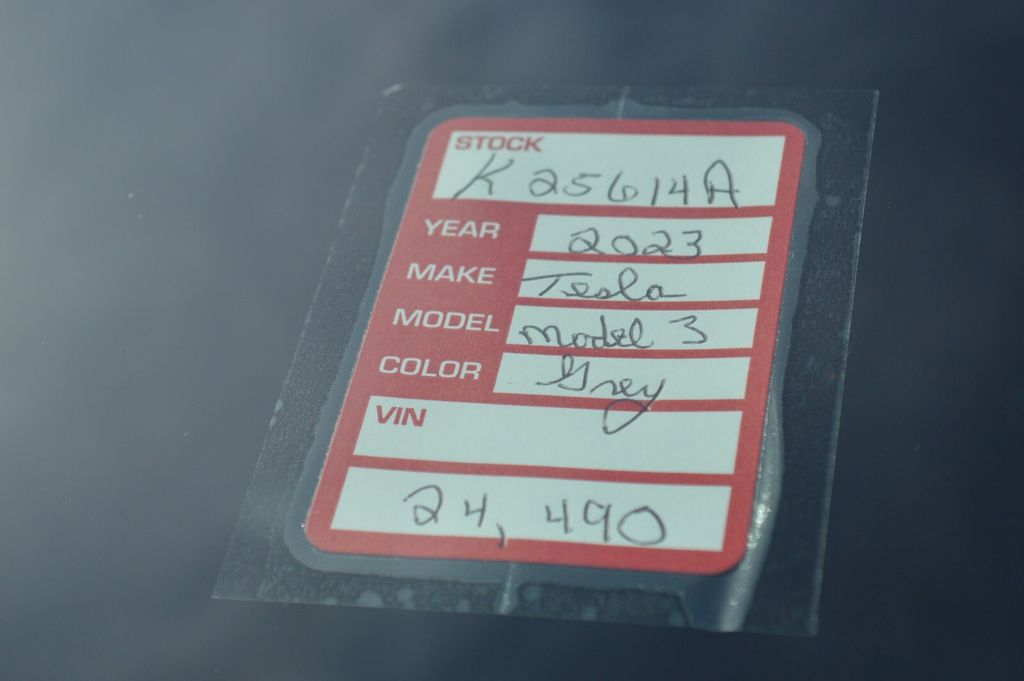 STOCK
K25614A
YEAR 2023
MAKE Tesla
MODEL Model 3
COLOR Grey
VIN
24,490